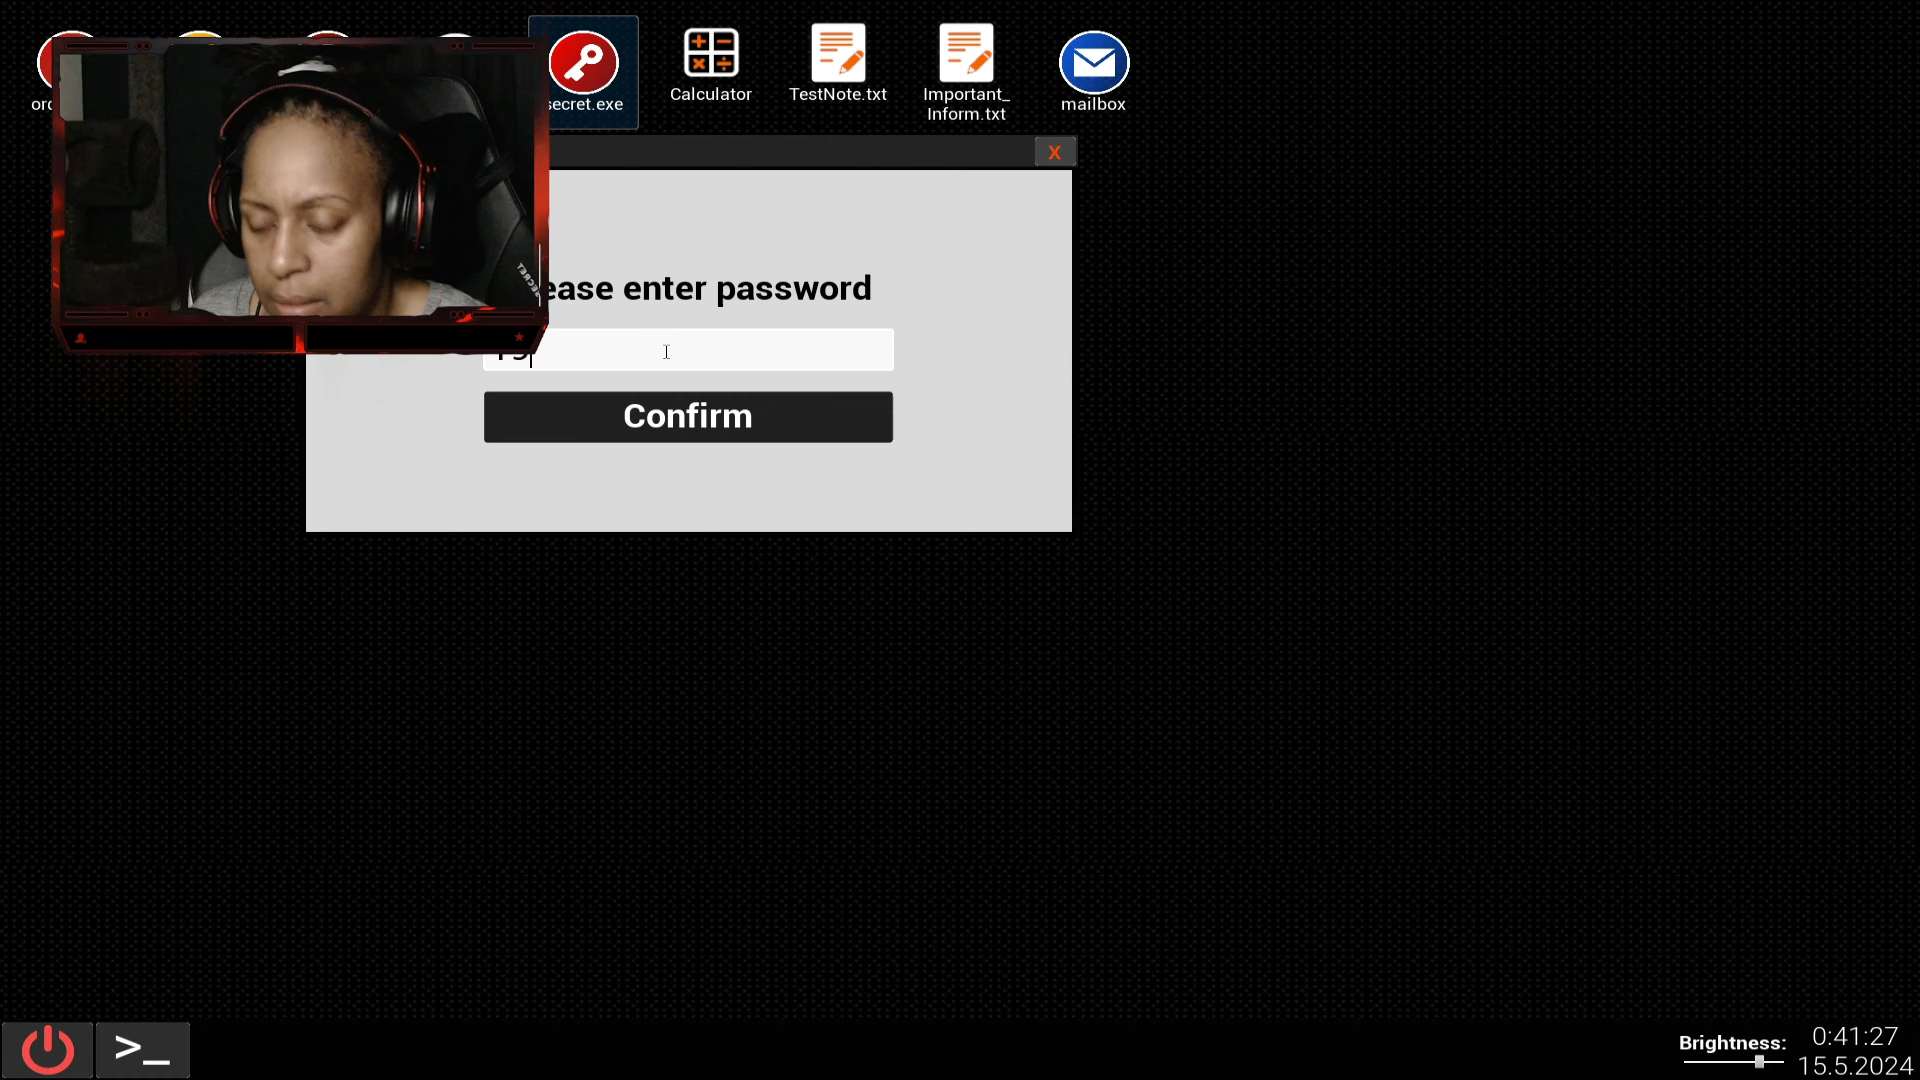 secret.exe
Calculator
TestNote.txt
Important_
Inform.txt
mailbox
X
ease enter password
Confirm
>_
Brightness:
0:41:27
15.5.2024